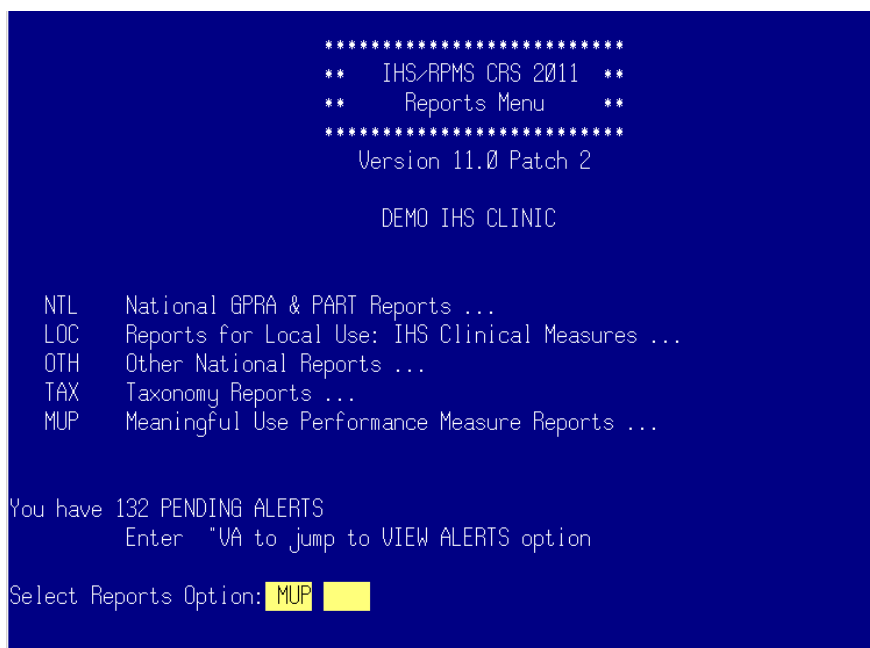 **************************
** IHS/RPMS CRS 2011 **
** Reports Menu **
**************************
Version 11.0 Patch 2
DEMO IHS CLINIC
NTL National GPRA & PART Reports ...
LOC Reports for Local Use: IHS Clinical Measures ...
OTH Other National Reports ...
TAX Taxonomy Reports ...
MUP Meaningful Use Performance Measure Reports ...
You have 132 PENDING ALERTS
Enter "VA to jump to VIEW ALERTS option
Select Reports Option: MUP